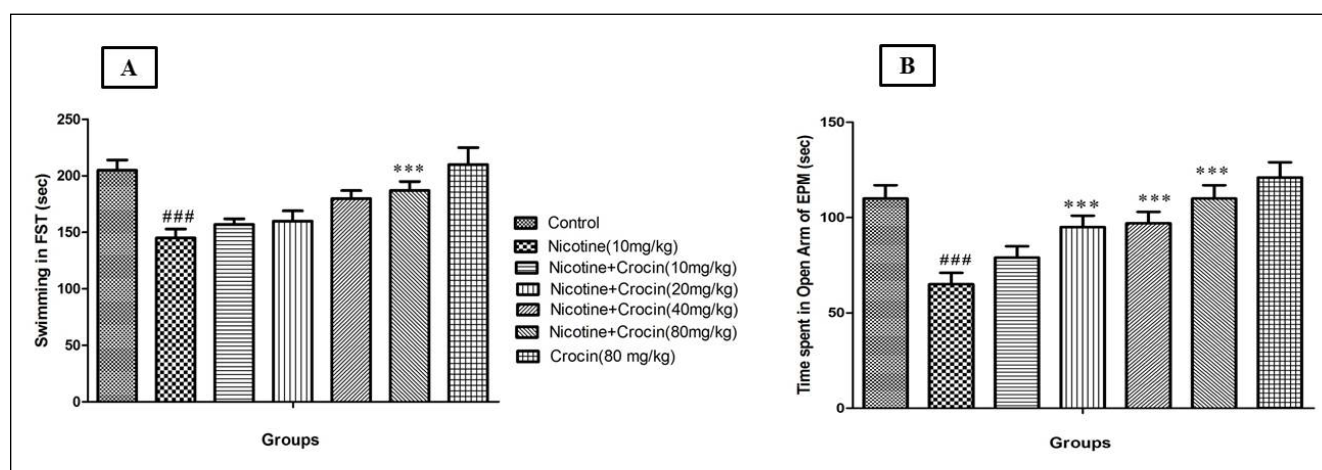 A
Swimming in FST (sec)
250
200
150
100
50
0
###
***
Groups
Control
Nicotine(10mg/kg)
Nicotine+Crocin(10mg/kg)
Nicotine+Crocin(20mg/kg)
Nicotine+Crocin(40mg/kg)
Nicotine+Crocin(80mg/kg)
Crocin(80 mg/kg)
B
Time spent in Open Arm of EPM (sec)
150
100
50
0
###
***
***
***
Groups